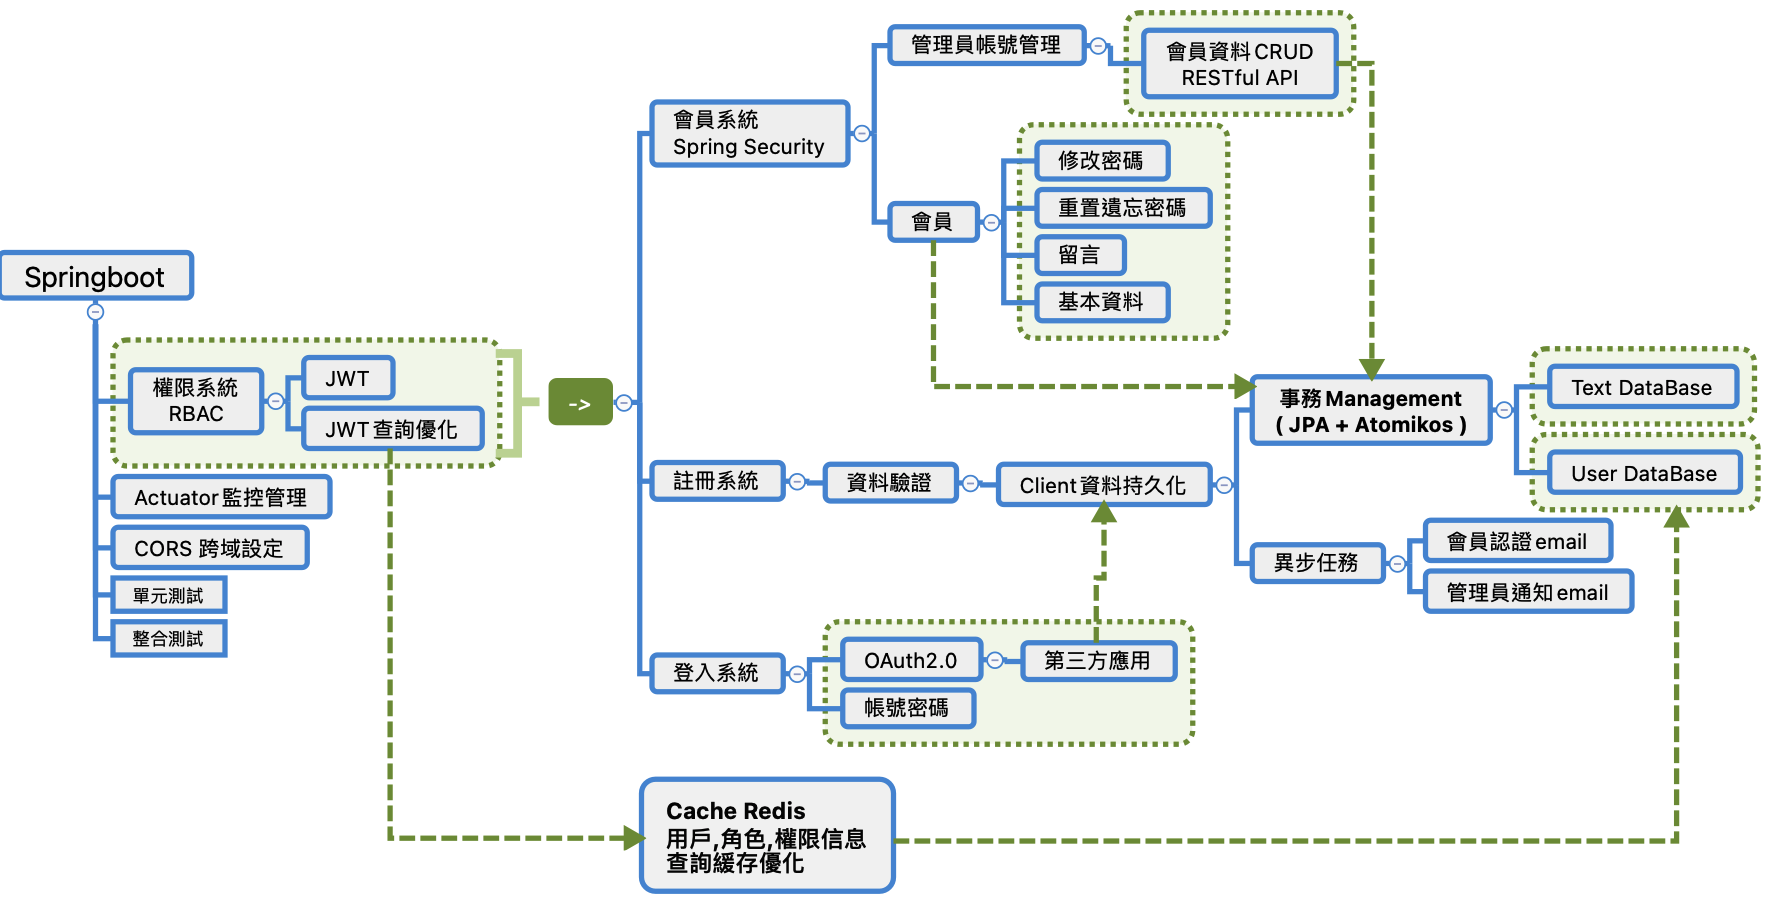 Springboot
權限系統
RBAC
JWT
JWT查詢優化
Actuator監控管理
CORS 跨域設定
單元測試
整合測試
->
會員系統
Spring Security
管理員帳號管理
會員資料CRUD
RESTful API
會員
修改密碼
重置遺忘密碼
留言
基本資料
註冊系統
資料驗證
Client資料持久化
事務Management
( JPA + Atomikos )
Text DataBase
User DataBase
異步任務
會員認證email
管理員通知email
登入系統
OAuth2.0
第三方應用
帳號密碼
Cache Redis
用戶,角色,權限信息
查詢緩存優化